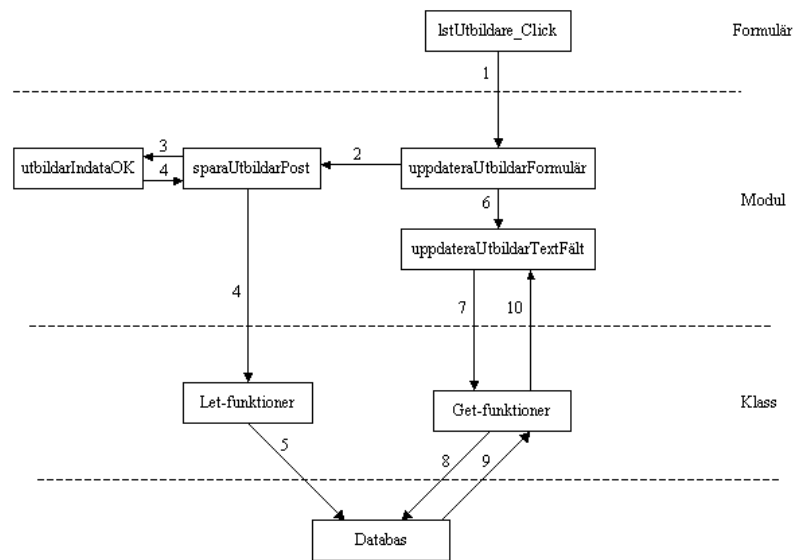 lstUtbildare_Click
Formulär
1
3
2
utbildarIndataOK
4
sparaUtbildarPost
uppdateraUtbildarFormulär
6
Modul
uppdateraUtbildarTextFält
4
7
10
Let-funktioner
Get-funktioner
Klass
5
8
9
Databas